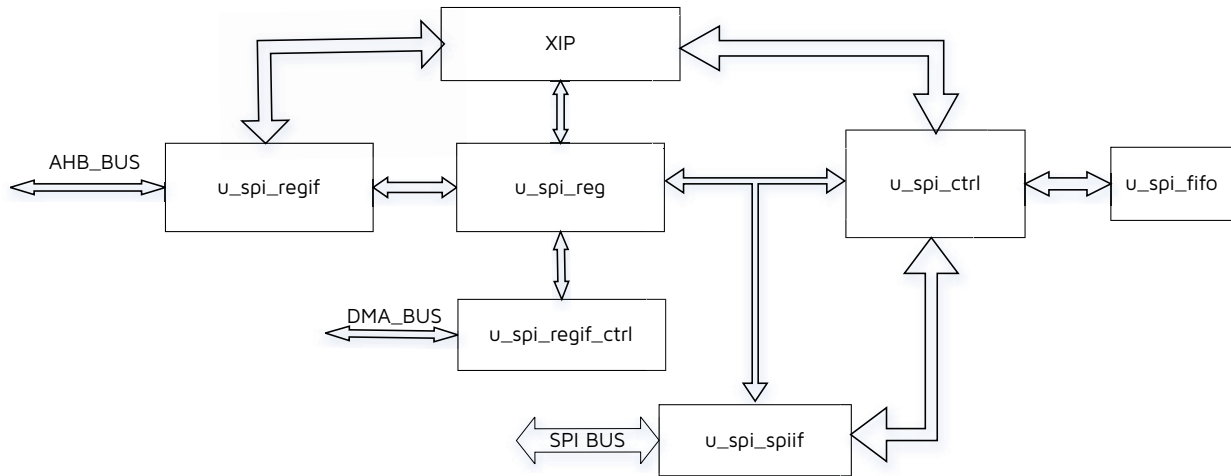 XIP
AHB_BUS
u_spi_regif
u_spi_reg
u_spi_ctrl
u_spi_fifo
DMA_BUS
u_spi_regif_ctrl
SPI BUS
u_spi_spiif